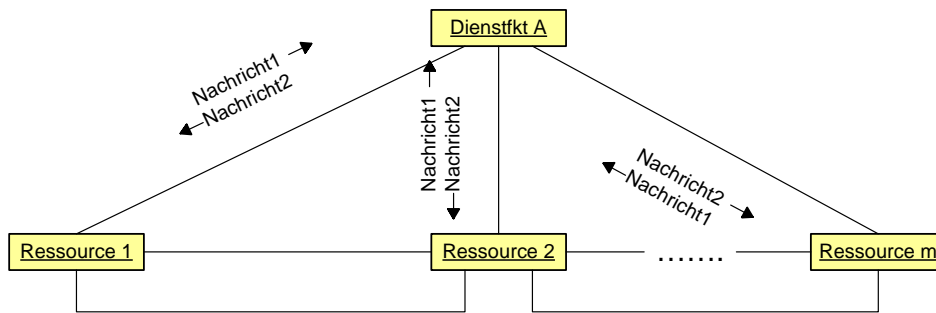 Dienstfkt A
Nachricht1
Nachricht2
Nachricht1
Nachricht2
Nachricht2
Nachricht1
Ressource 1
Ressource 2
.......
Ressource m